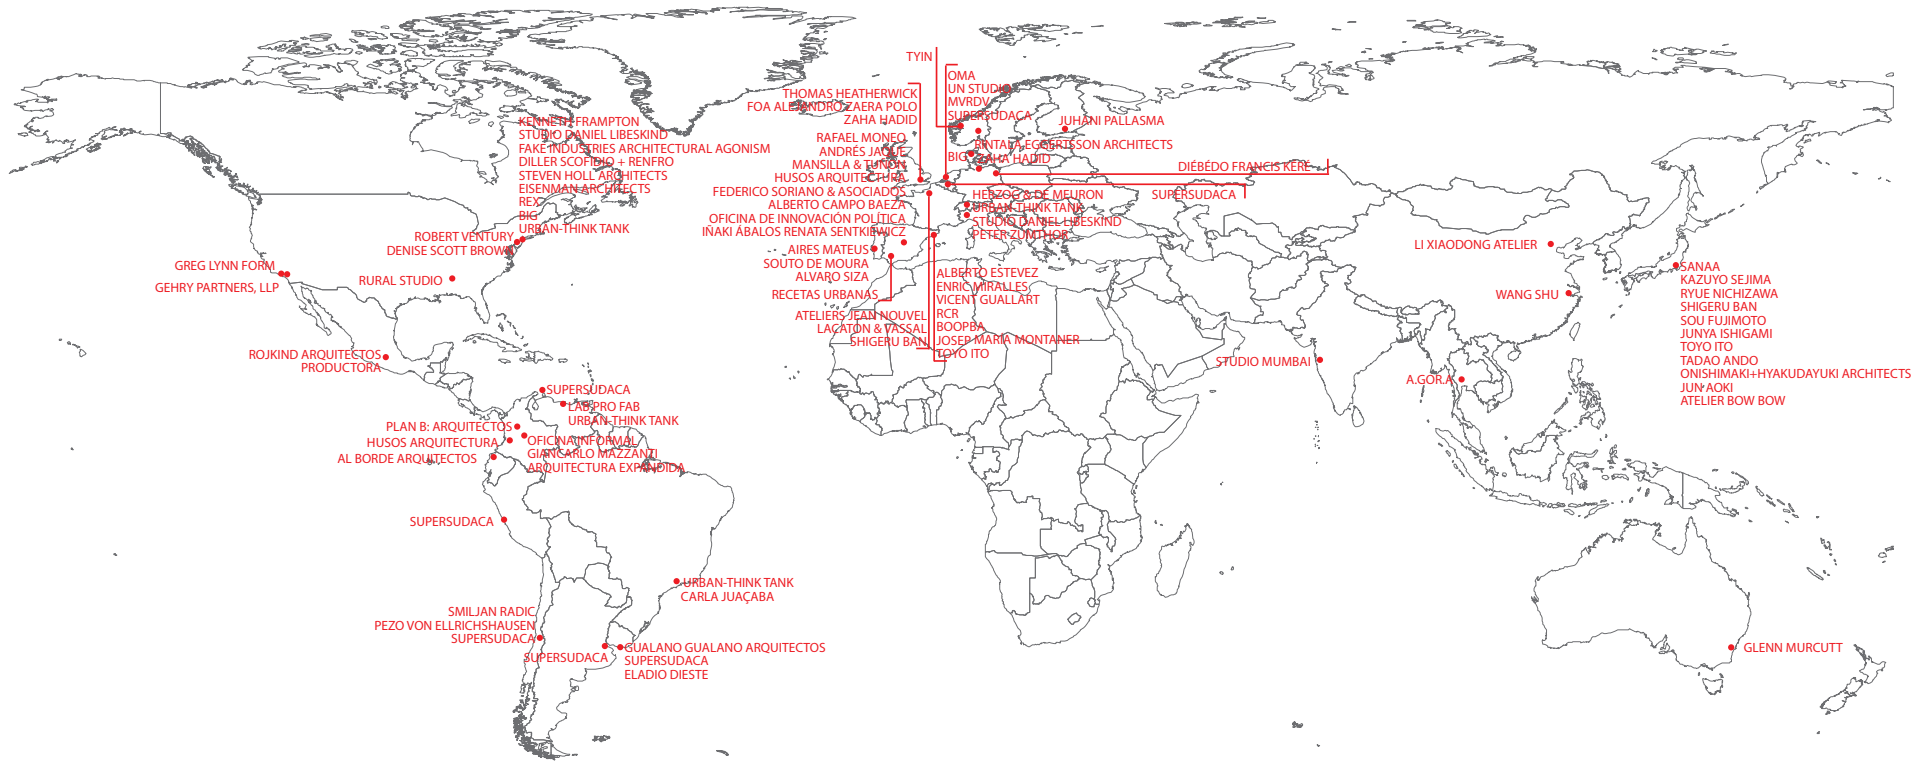 TYIN
OMA
UN STUDIO
MVRDV
SUPERSUDACA
THOMAS HEATHERWICK
FOA ALEJANDRO ZAERA POLO
ZAHA HADID
KENNETH FRAMPTON
STUDIO DANIEL LIBESKIND
FAKE INDUSTRIES ARCHITECTURAL AGONISM
DILLER SCOFIDIO + RENFRO
STEVEN HOLL ARCHITECTS
EISENMAN ARCHITECTS
REX
BIG
URBAN-THINK TANK
ROBERT VENTURY
DENISE SCOTT BROWN
GREG LYNN FORM
GEHRY PARTNERS, LLP
RURAL STUDIO
RAFAEL MONEO
ANDRÉS JAQUE
MANSILLA & TUÑÓN
HUSOS ARQUITECTURA
FEDERICO SORIANO & ASOCIADOS
ALBERTO CAMPO BAEZA
OFICINA DE INNOVACIÓN POLÍTICA
IÑAKI ÁBALOS RENATA SENTKIEWICZ
AIRES MATEUS
SOUTO DE MOURA
ALVARO SIZA
RECETAS URBANAS
ATELIERS JEAN NOUVEL
LACATON & VASSAL
SHIGERU BAN
JUHANI PALLASMA
RINTALA EGGERTSSON ARCHITECTS
BIG
ZAHA HADID
DIÉBÉDO FRANCIS KÉRÉ
SUPERSUDACA
HERZOG & DE MEURON
URBAN-THINK TANK
STUDIO DANIEL LIBESKIND
PETER ZUMTHOR
ALBERTO ESTEVEZ
ENRIC MIRALLES
VICENT GUALLART
RCR
BOOPBA
JOSEP MARIA MONTANER
TOYO ITO
LI XIAODONG ATELIER
WANG SHU
SANAA
KAZUYO SEJIMA
RYUE NICHIZAWA
SHIGERU BAN
SOU FUJIMOTO
JUNYA ISHIGAMI
TOYO ITO
TADAO ANDO
ONISHIMAKI+HYAKUDAYUKI ARCHITECTS
JUN AOKI
ATELIER BOW BOW
STUDIO MUMBAI
A.GOR.A
ROJKIND ARQUITECTOS
PRODUCTORA
SUPERSUDACA
LAB.PRO FAB
URBAN-THINK TANK
PLAN B: ARQUITECTOS
HUSOS ARQUITECTURA
AL BORDE ARQUITECTOS
OFICINA INFORMAL
GIANCARLO MAZZANTI
ARQUITECTURA EXPANDIDA
SUPERSUDACA
URBAN-THINK TANK
CARLA JUAÇABA
SMILJAN RADIC
PEZO VON ELLRICHSHAUSEN
SUPERSUDACA
SUPERSUDACA
GUALANO GUALANO ARQUITECTOS
SUPERSUDACA
ELADIO DIESTE
GLENN MURCUTT